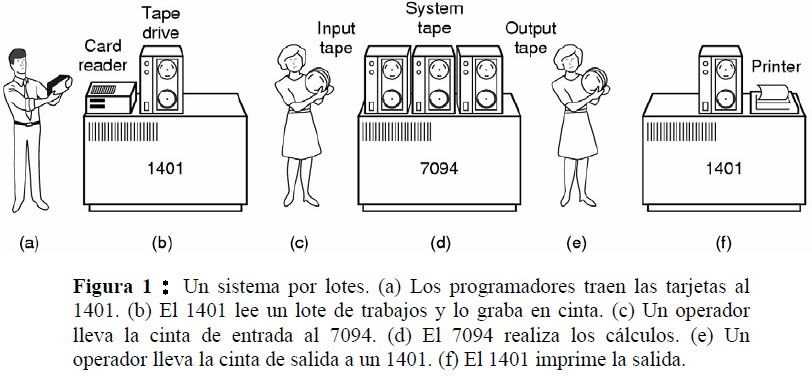 Card
reader
Tape
drive
Input
tape
System
tape
Output
tape
Printer
1401
7094
1401
(a)
(b)
(c)
(d)
(e)
(f)
Figura 1 : Un sistema por lotes. (a) Los programadores traen las tarjetas al
1401. (b) El 1401 lee un lote de trabajos y lo graba en cinta. (c) Un operador
lleva la cinta de entrada al 7094. (d) El 7094 realiza los cálculos. (e) Un
operador lleva la cinta de salida a un 1401. (f) El 1401 imprime la salida.